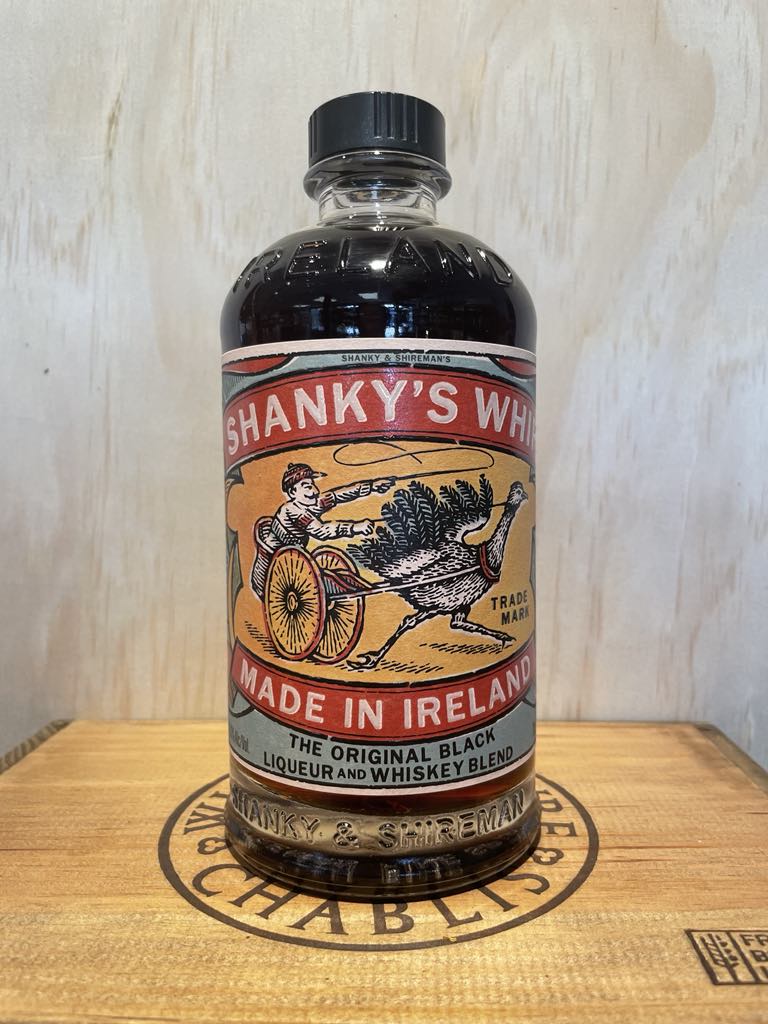 IRELAND
SHANKY & SHIREMAN'S
SHANKY'S WHI
TRADE
MARK
MADE IN IRELAND
THE ORIGINAL BLACK
LIQUEUR AND WHISKEY BLEND
SHANKY & SHIREMAN
CHABLIS